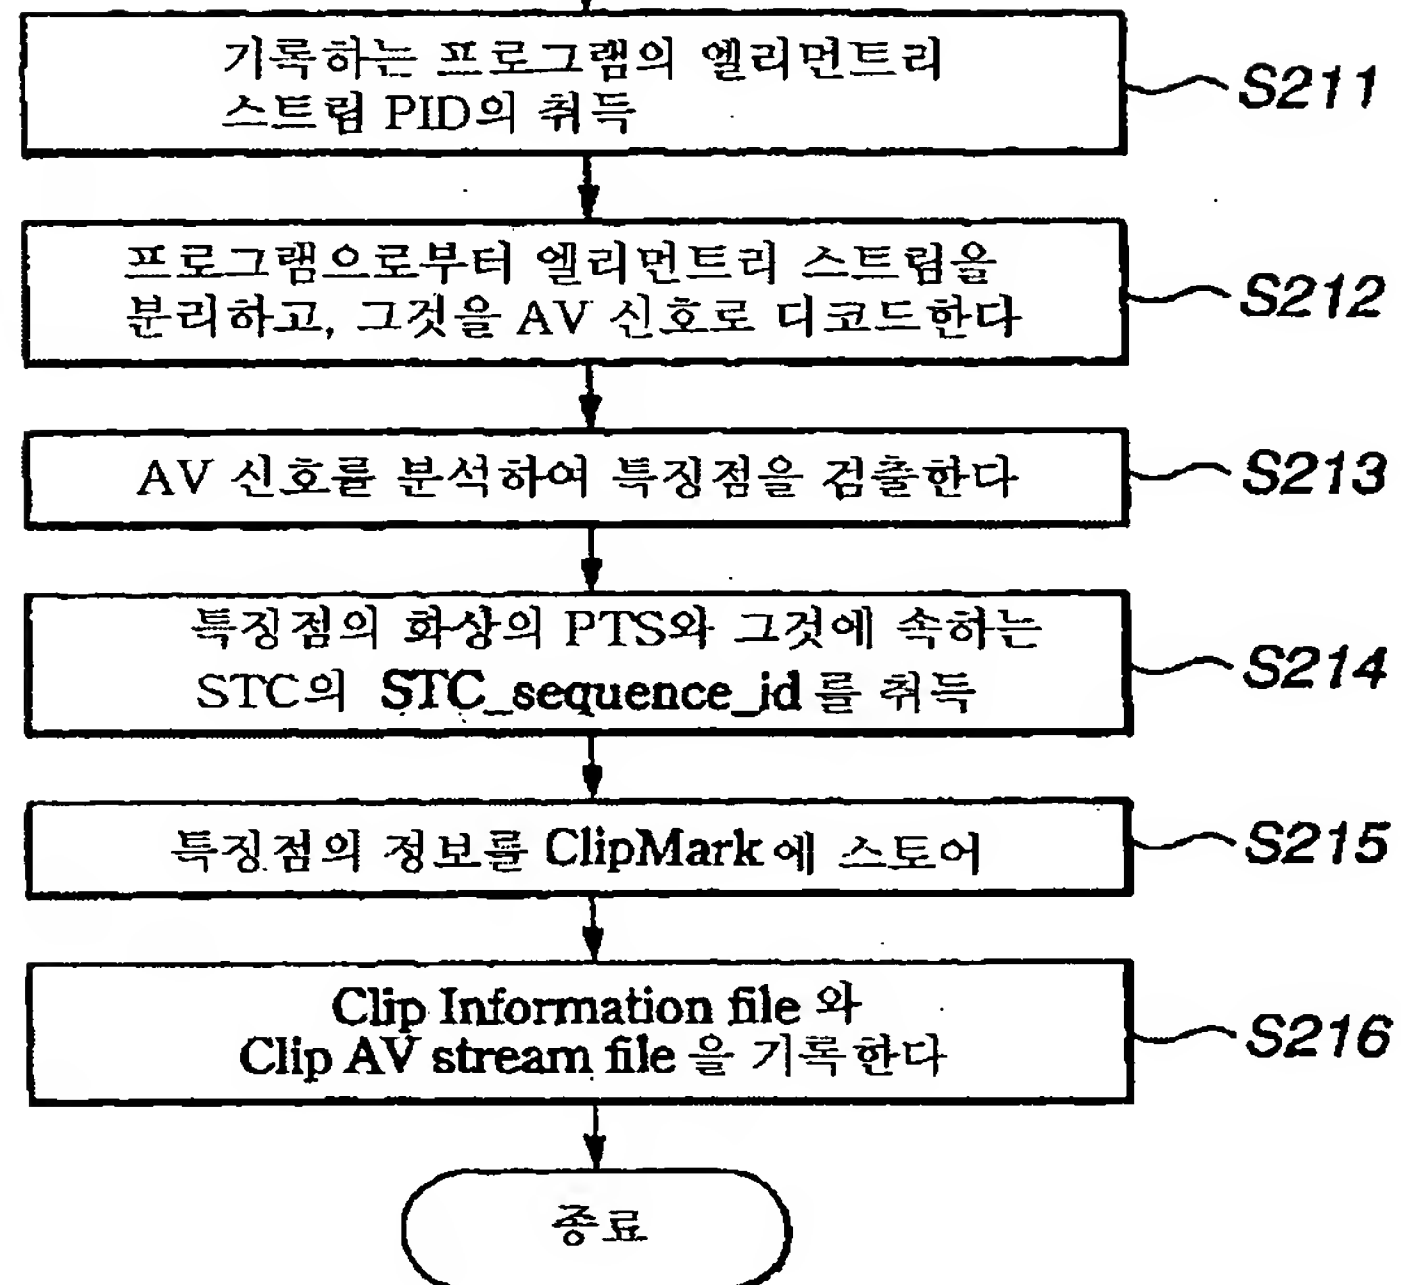 기록하는 프로그램의 엘리먼트리
스트림 PID의 취득
S211
프로그램으로부터 엘리먼트리 스트림을
분리하고, 그것을 AV 신호로 디코드한다
S212
AV 신호를 분석하여 특징점을 검출한다
S213
특징점의 화상의 PTS와 그것에 속하는
STC의 STC_sequence_id 를 취득
S214
특징점의 정보를 ClipMark 에 스토어
S215
Clip Information file 와
Clip AV stream file 을 기록한다
S216
종료